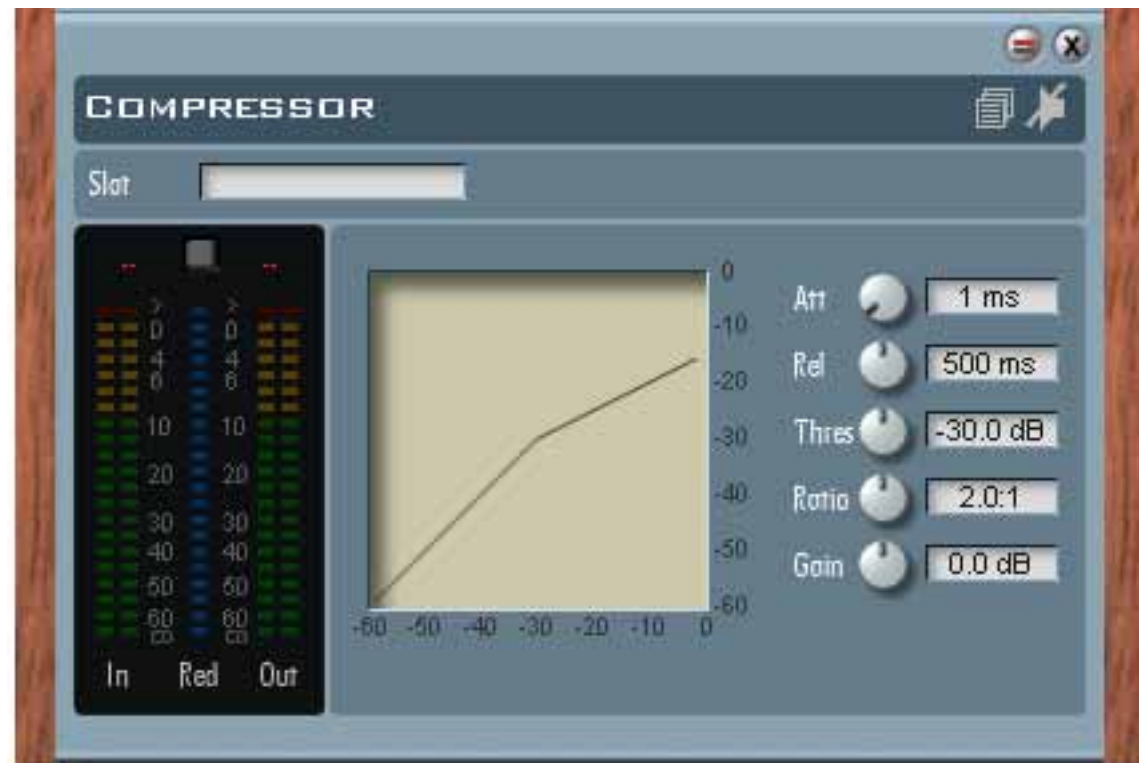 COMPRESSOR
Slot
> >
0 0
4 4
6 6
10 10
20 20
30 30
40 40
50 50
60 60
∞ ∞
In Red Out
0
-10
-20
-30
-40
-50
-60
-60 -50 -40 -30 -20 -10 0
Att 1 ms
Rel 500 ms
Thres -30.0 dB
Ratio 2.0:1
Gain 0.0 dB